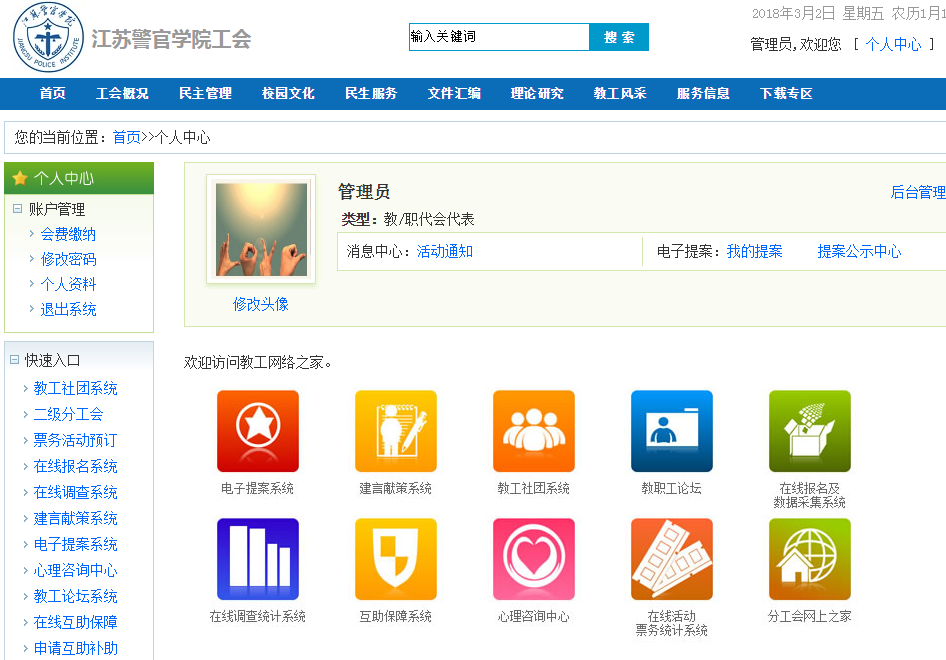 2018年3月2日 星期五 农历1月1
江苏警官学院
JIANGSU POLICE INSTITUTE
江苏警官学院工会
输入关键词
搜 索
管理员,欢迎您 [ 个人中心 ]
首页 工会概况 民主管理 校园文化 民生服务 文件汇编 理论研究 教工风采 服务信息 下载专区
您的当前位置：首页>>个人中心
个人中心
账户管理
会费缴纳
修改密码
个人资料
退出系统
快速入口
教工社团系统
二级分工会
票务活动预订
在线报名系统
在线调查系统
建言献策系统
电子提案系统
心理咨询中心
教工论坛系统
在线互助保障
申请互助补助
管理员
后台管理
类型：教/职代会代表
消息中心：活动通知
电子提案：我的提案 提案公示中心
修改头像
欢迎访问教工网络之家。
电子提案系统
建言献策系统
教工社团系统
教职工论坛
在线报名及
数据采集系统
在线调查统计系统
互助保障系统
心理咨询中心
在线活动
票务统计系统
分工会网上之家